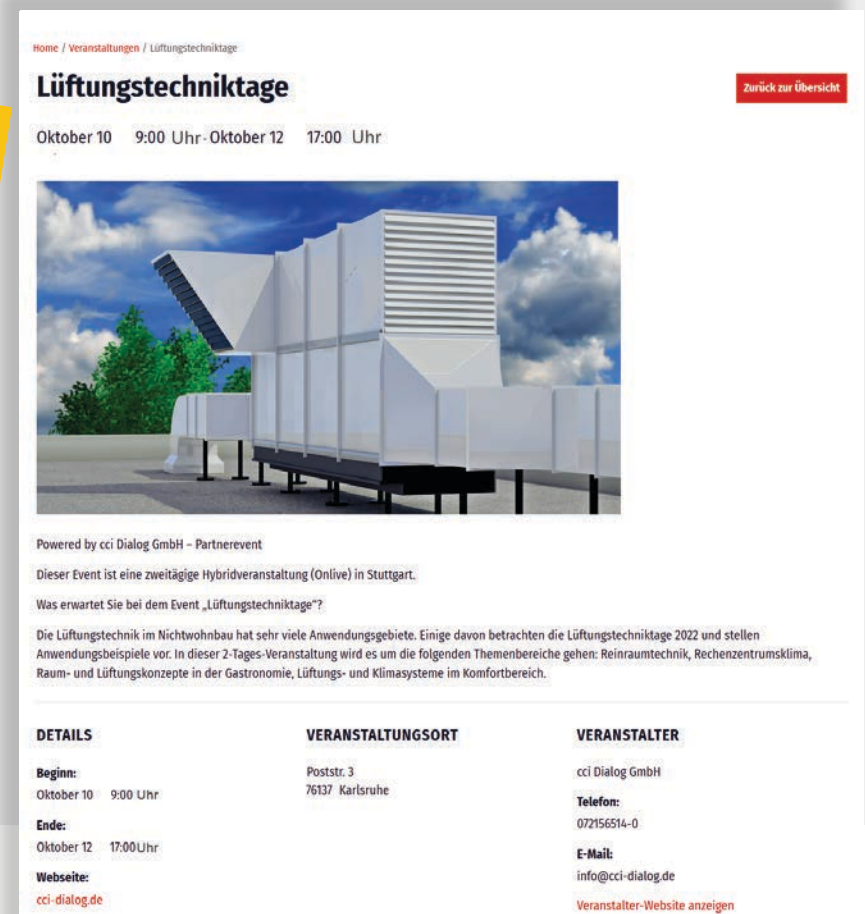 Home / Veranstaltungen / Lüftungstechniktage
Lüftungstechniktage
Zurück zur Übersicht
Oktober 10 9:00 Uhr - Oktober 12 17:00 Uhr
Powered by cci Dialog GmbH – Partnerevent
Dieser Event ist eine zweitägige Hybridveranstaltung (Onlive) in Stuttgart.
Was erwartet Sie bei dem Event „Lüftungstechniktage“?
Die Lüftungstechnik im Nichtwohnbau hat sehr viele Anwendungsgebiete. Einige davon betrachten die Lüftungstechniktage 2022 und stellen
Anwendungsbeispiele vor. In dieser 2-Tages-Veranstaltung wird es um die folgenden Themenbereiche gehen: Reinraumtechnik, Rechenzentrumsklima,
Raum- und Lüftungskonzepte in der Gastronomie, Lüftungs- und Klimasysteme im Komfortbereich.
DETAILS
Beginn:
Oktober 10 9:00 Uhr
Ende:
Oktober 12 17:00 Uhr
Webseite:
cci-dialog.de
VERANSTALTUNGSORT
Poststr. 3
76137 Karlsruhe
VERANSTALTER
cci Dialog GmbH
Telefon:
072156514-0
E-Mail:
info@cci-dialog.de
Veranstalter-Website anzeigen